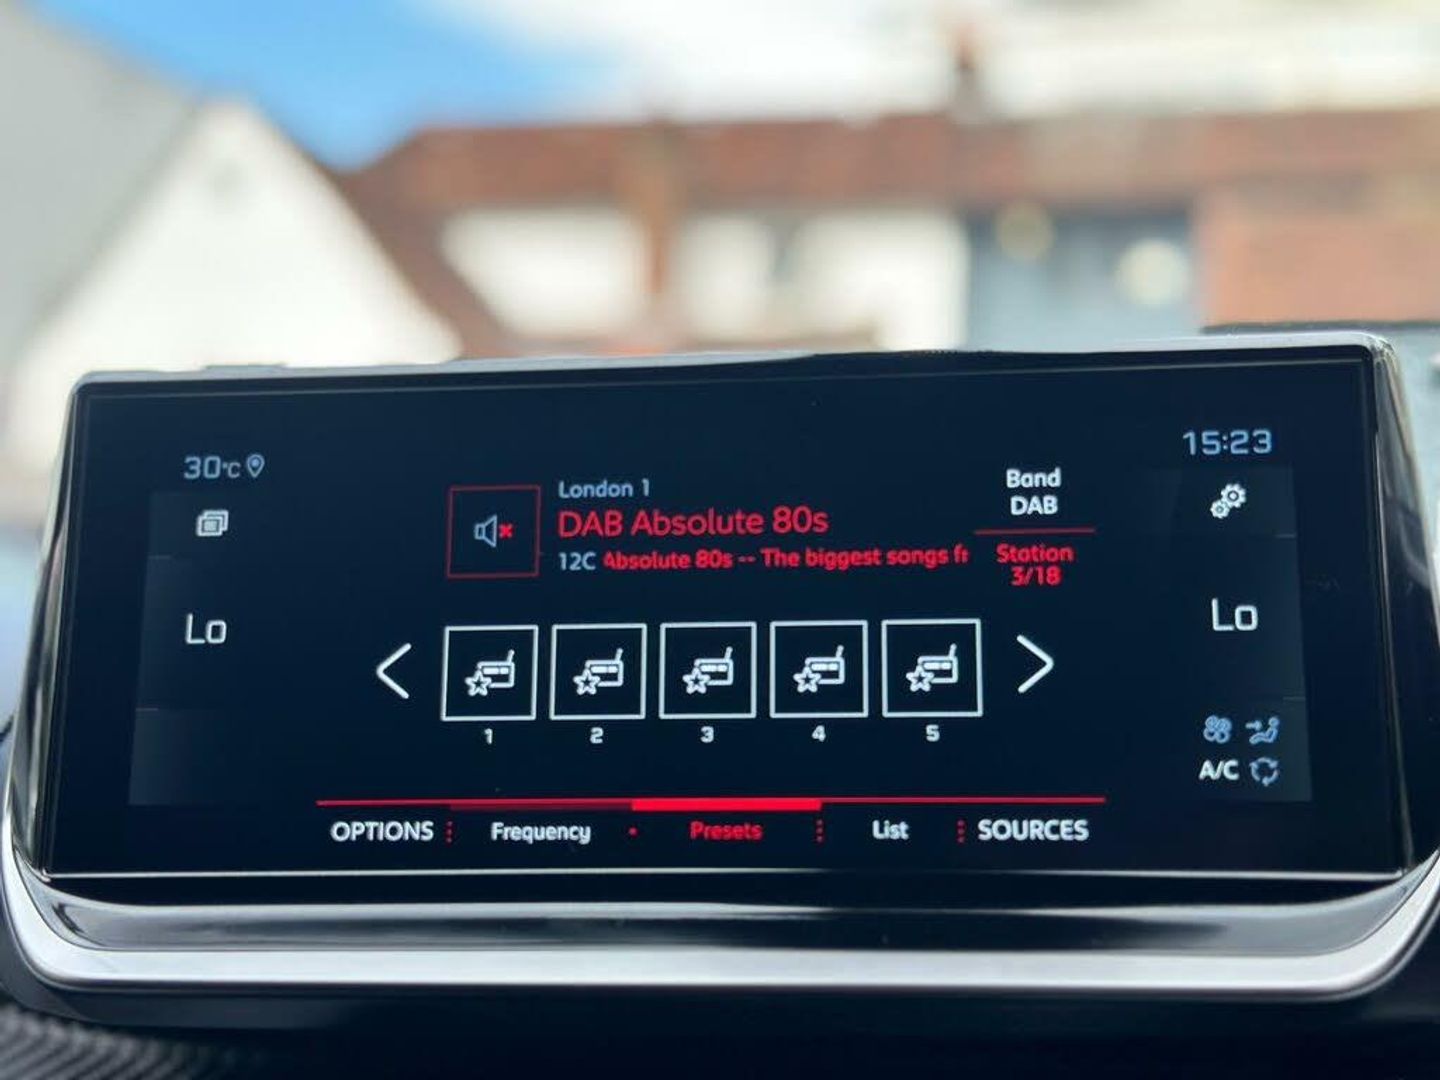 30°C
15:23
London 1
DAB Absolute 80s
12C Absolute 80s -- The biggest songs fr
Band
DAB
Station
3/18
Lo
Lo
1 2 3 4 5
A/C
OPTIONS Frequency Presets List SOURCES